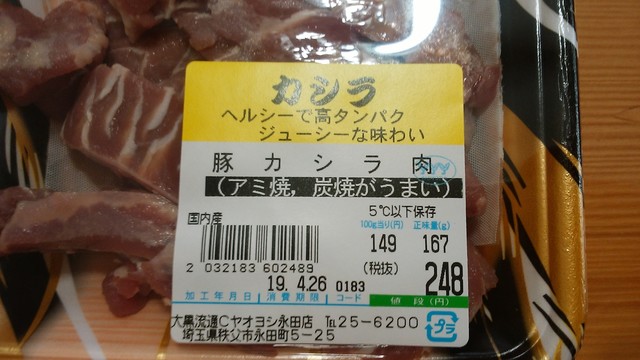 カシラ
ヘルシーで高タンパク
ジューシーな味わい
豚カシラ肉
(アミ焼，炭焼がうまい)
国内産
5℃以下保存
100g当り(円) 正味量(g)
149 167
2 032183 602489
(税抜)
19.4.26 0183
248
加工年月日 消費期限 コード 値段(円)
大黒流通Cヤオヨシ永田店 ℡25-6200
埼玉県秩父市永田町5-25
プラ